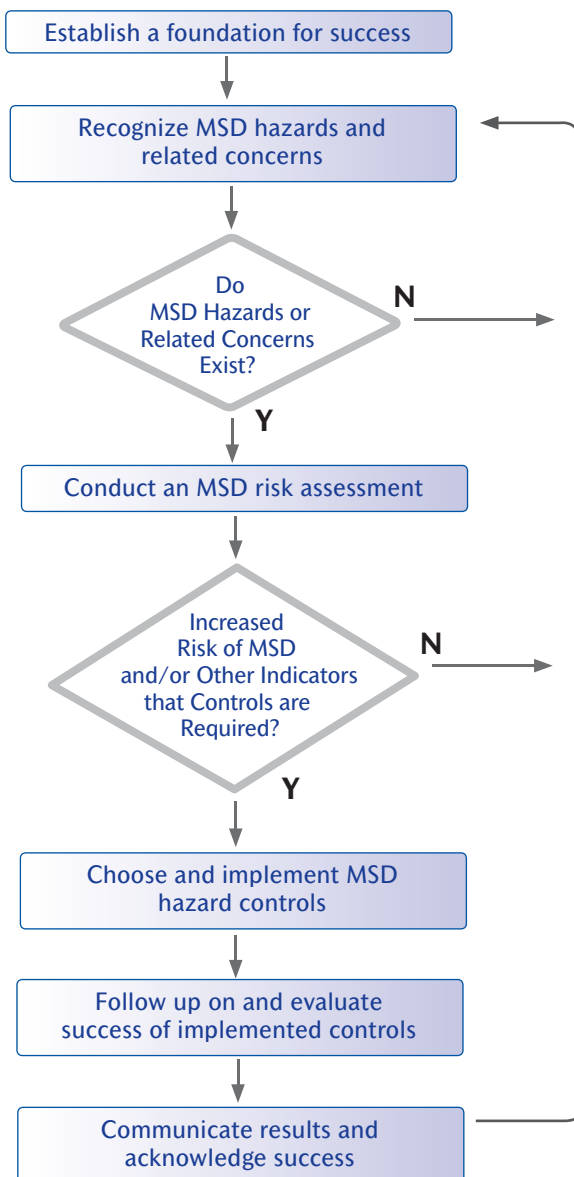 Establish a foundation for success
Recognize MSD hazards and
related concerns
Do
MSD Hazards or
Related Concerns
Exist?
N
Y
Conduct an MSD risk assessment
Increased
Risk of MSD
and/or Other Indicators
that Controls are
Required?
N
Y
Choose and implement MSD
hazard controls
Follow up on and evaluate
success of implemented controls
Communicate results and
acknowledge success